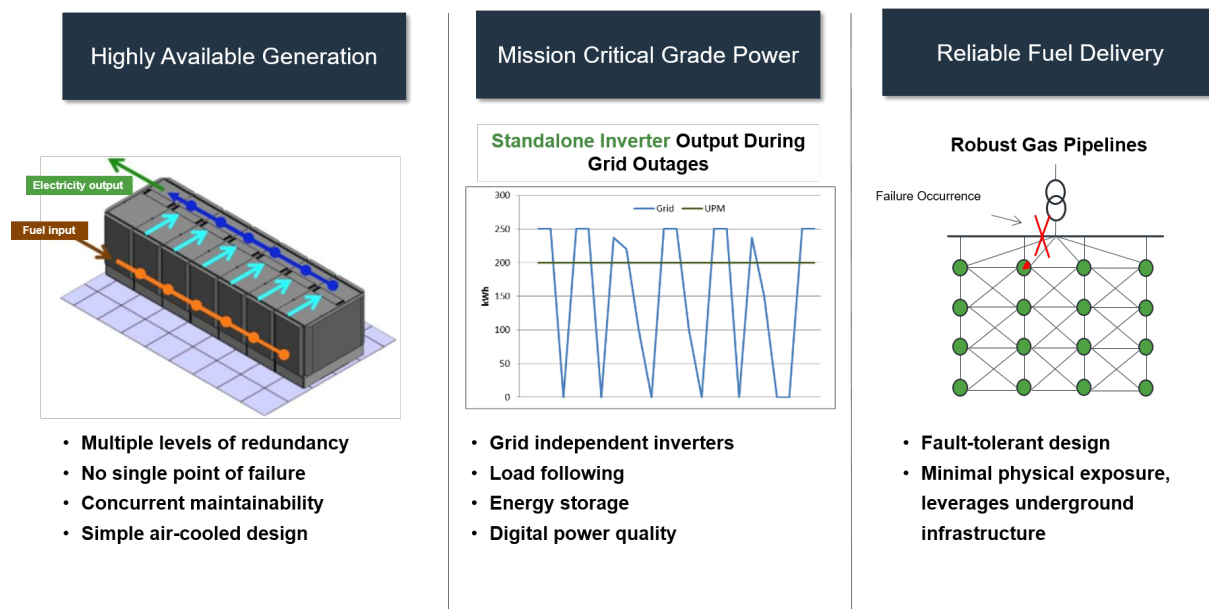 Highly Available Generation
Electricity output
Fuel input
• Multiple levels of redundancy
• No single point of failure
• Concurrent maintainability
• Simple air-cooled design
Mission Critical Grade Power
Standalone Inverter Output During
Grid Outages
Grid
UPM
300
250
200
150
100
50
0
kWh
• Grid independent inverters
• Load following
• Energy storage
• Digital power quality
Reliable Fuel Delivery
Robust Gas Pipelines
Failure Occurrence
• Fault-tolerant design
• Minimal physical exposure,
leverages underground
infrastructure